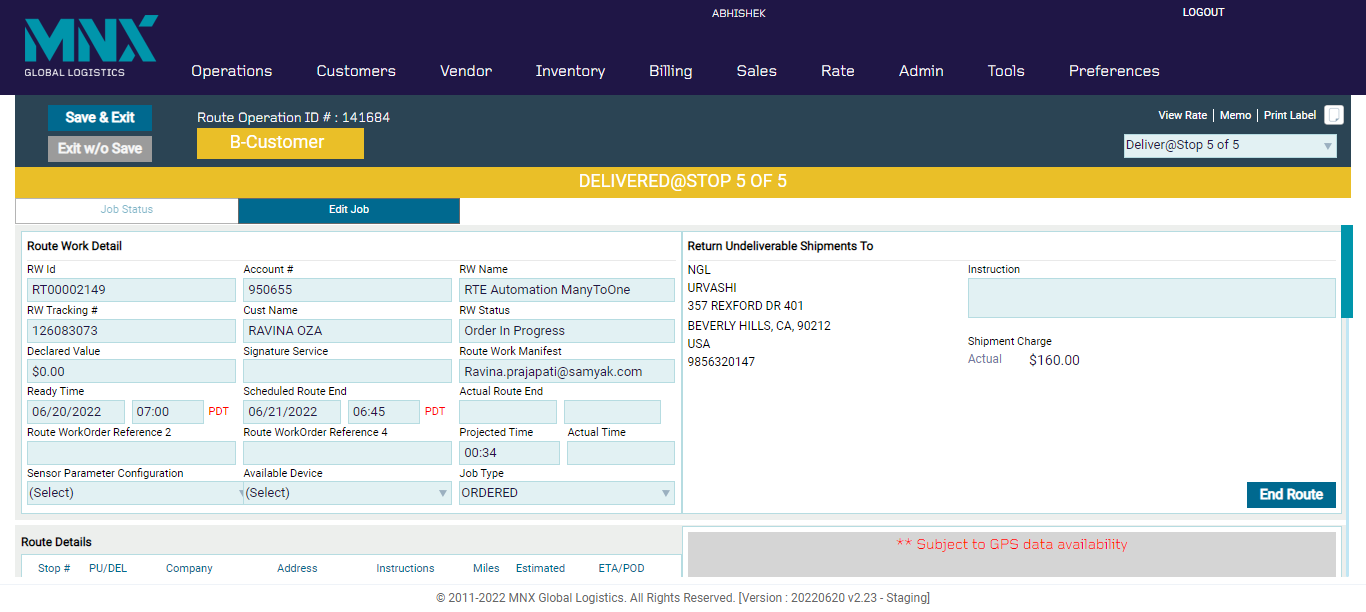 MNX
GLOBAL LOGISTICS
ABHISHEK
LOGOUT
Operations Customers Vendor Inventory Billing Sales Rate Admin Tools Preferences
Save & Exit
Exit w/o Save
Route Operation ID # : 141684
B-Customer
View Rate | Memo | Print Label
Deliver@Stop 5 of 5
DELIVERED@STOP 5 OF 5
Job Status Edit Job
Route Work Detail
RW Id Account # RW Name
RT00002149 950655 RTE Automation ManyToOne
RW Tracking # Cust Name RW Status
126083073 RAVINA OZA Order In Progress
Declared Value Signature Service Route Work Manifest
$0.00 Ravina.prajapati@samyak.com
Ready Time Scheduled Route End Actual Route End
06/20/2022 07:00 PDT 06/21/2022 06:45 PDT
Route WorkOrder Reference 2 Route WorkOrder Reference 4 Projected Time Actual Time
00:34
Sensor Parameter Configuration Available Device Job Type
(Select) (Select) ORDERED
Return Undeliverable Shipments To
NGL
URVASHI
357 REXFORD DR 401
BEVERLY HILLS, CA, 90212
USA
9856320147
Instruction
Shipment Charge
Actual $160.00
End Route
Route Details
Stop # PU/DEL Company Address Instructions Miles Estimated ETA/POD
** Subject to GPS data availability
© 2011-2022 MNX Global Logistics. All Rights Reserved. [Version : 20220620 v2.23 - Staging]